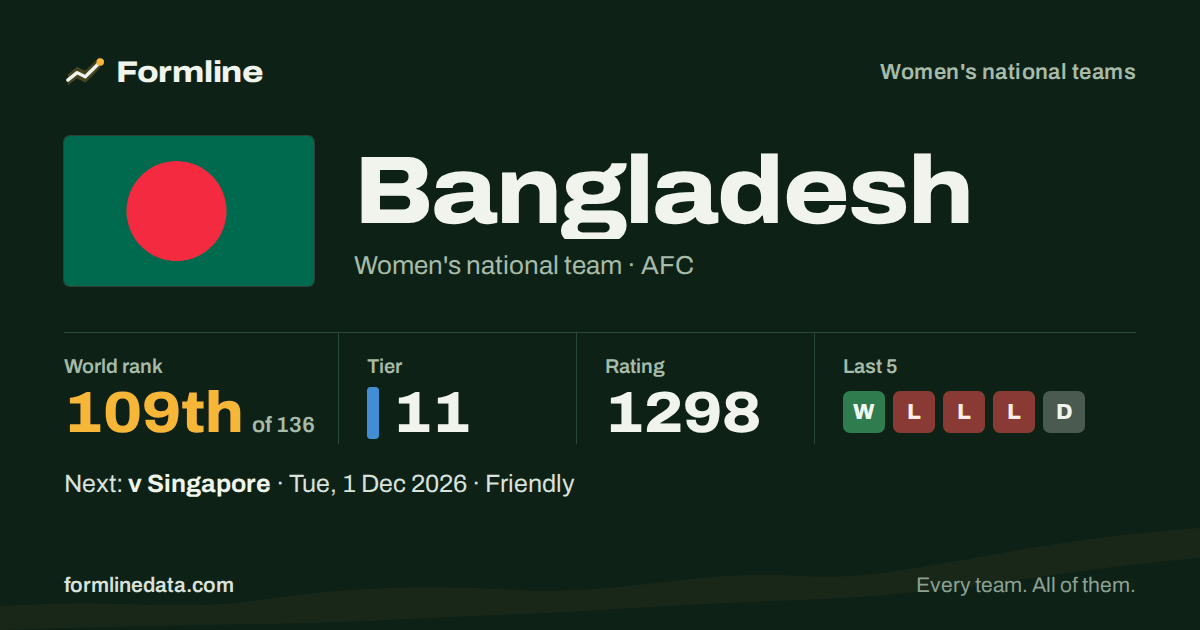 Formline
Women's national teams
Bangladesh
Women's national team · AFC
World rank
109th of 136
Tier
11
Rating
1298
Last 5
W L L L D
Next: v Singapore · Tue, 1 Dec 2026 · Friendly
formlinedata.com
Every team. All of them.